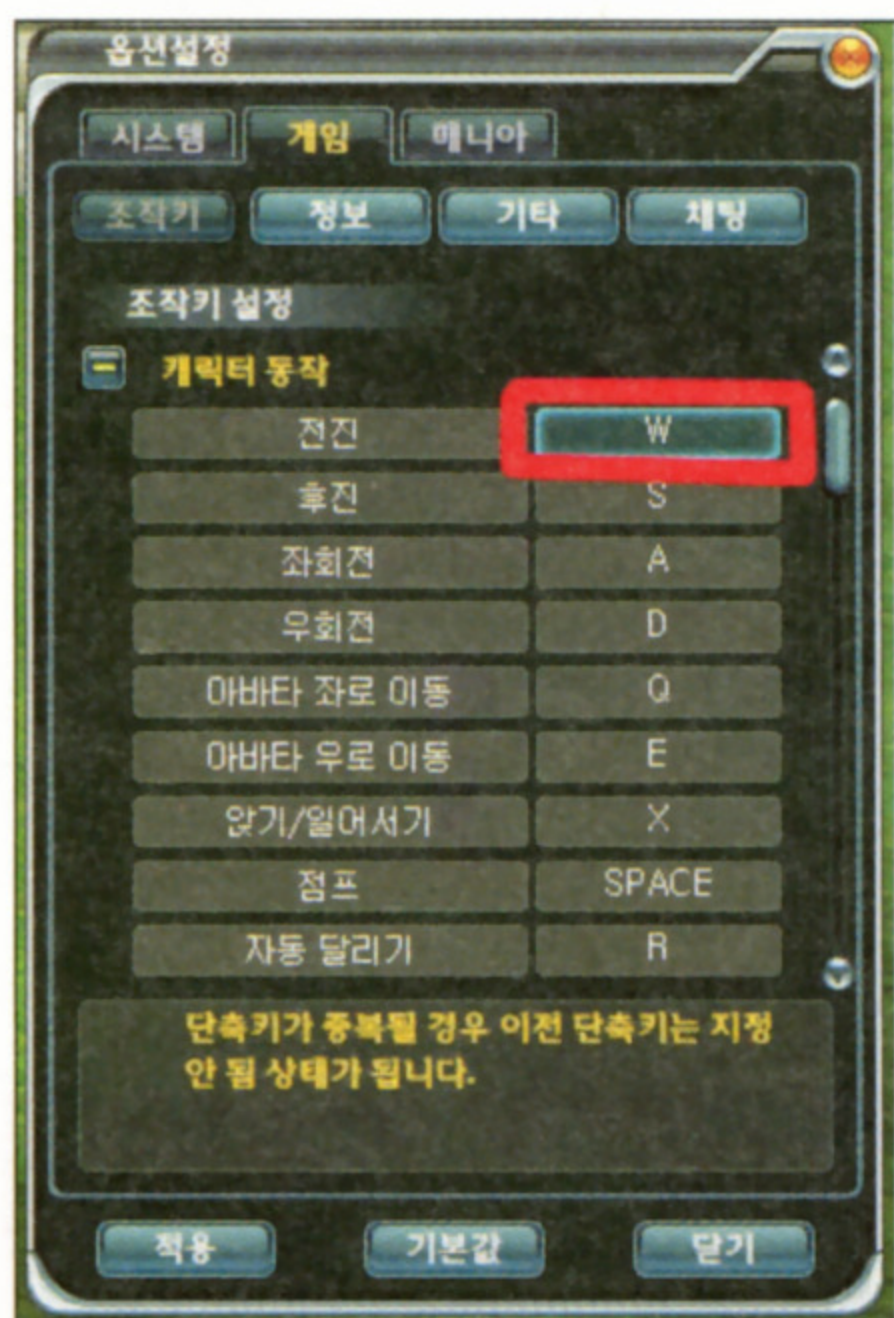 옵션설정
시스템 게임 매니아
조작키 정보 기타 채팅
조작키 설정
캐릭터 동작
전진 W
후진 S
좌회전 A
우회전 D
아바타 좌로 이동 Q
아바타 우로 이동 E
앉기/일어서기 X
점프 SPACE
자동 달리기 R
단축키가 중복될 경우 이전 단축키는 지정
안 됨 상태가 됩니다.
적용 기본값 닫기